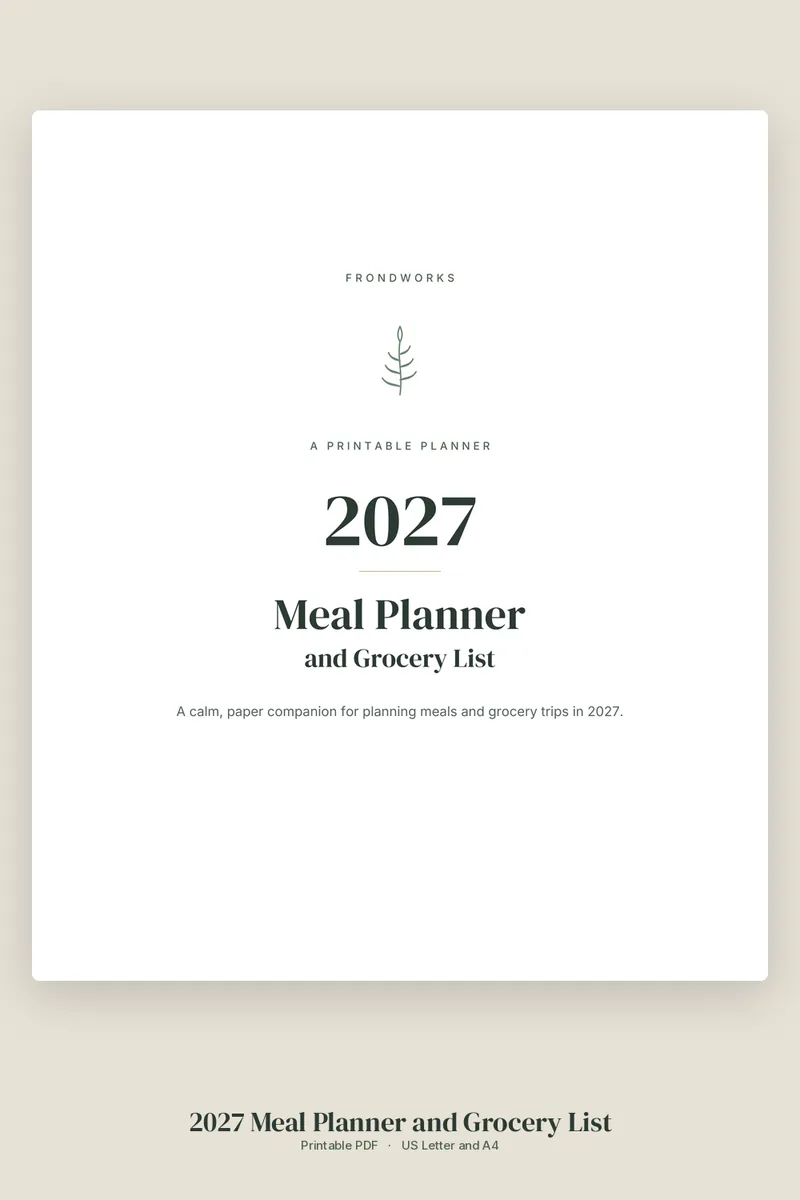 FRONDWORKS
A PRINTABLE PLANNER
2027
Meal Planner
and Grocery List
A calm, paper companion for planning meals and grocery trips in 2027.
2027 Meal Planner and Grocery List
Printable PDF · US Letter and A4